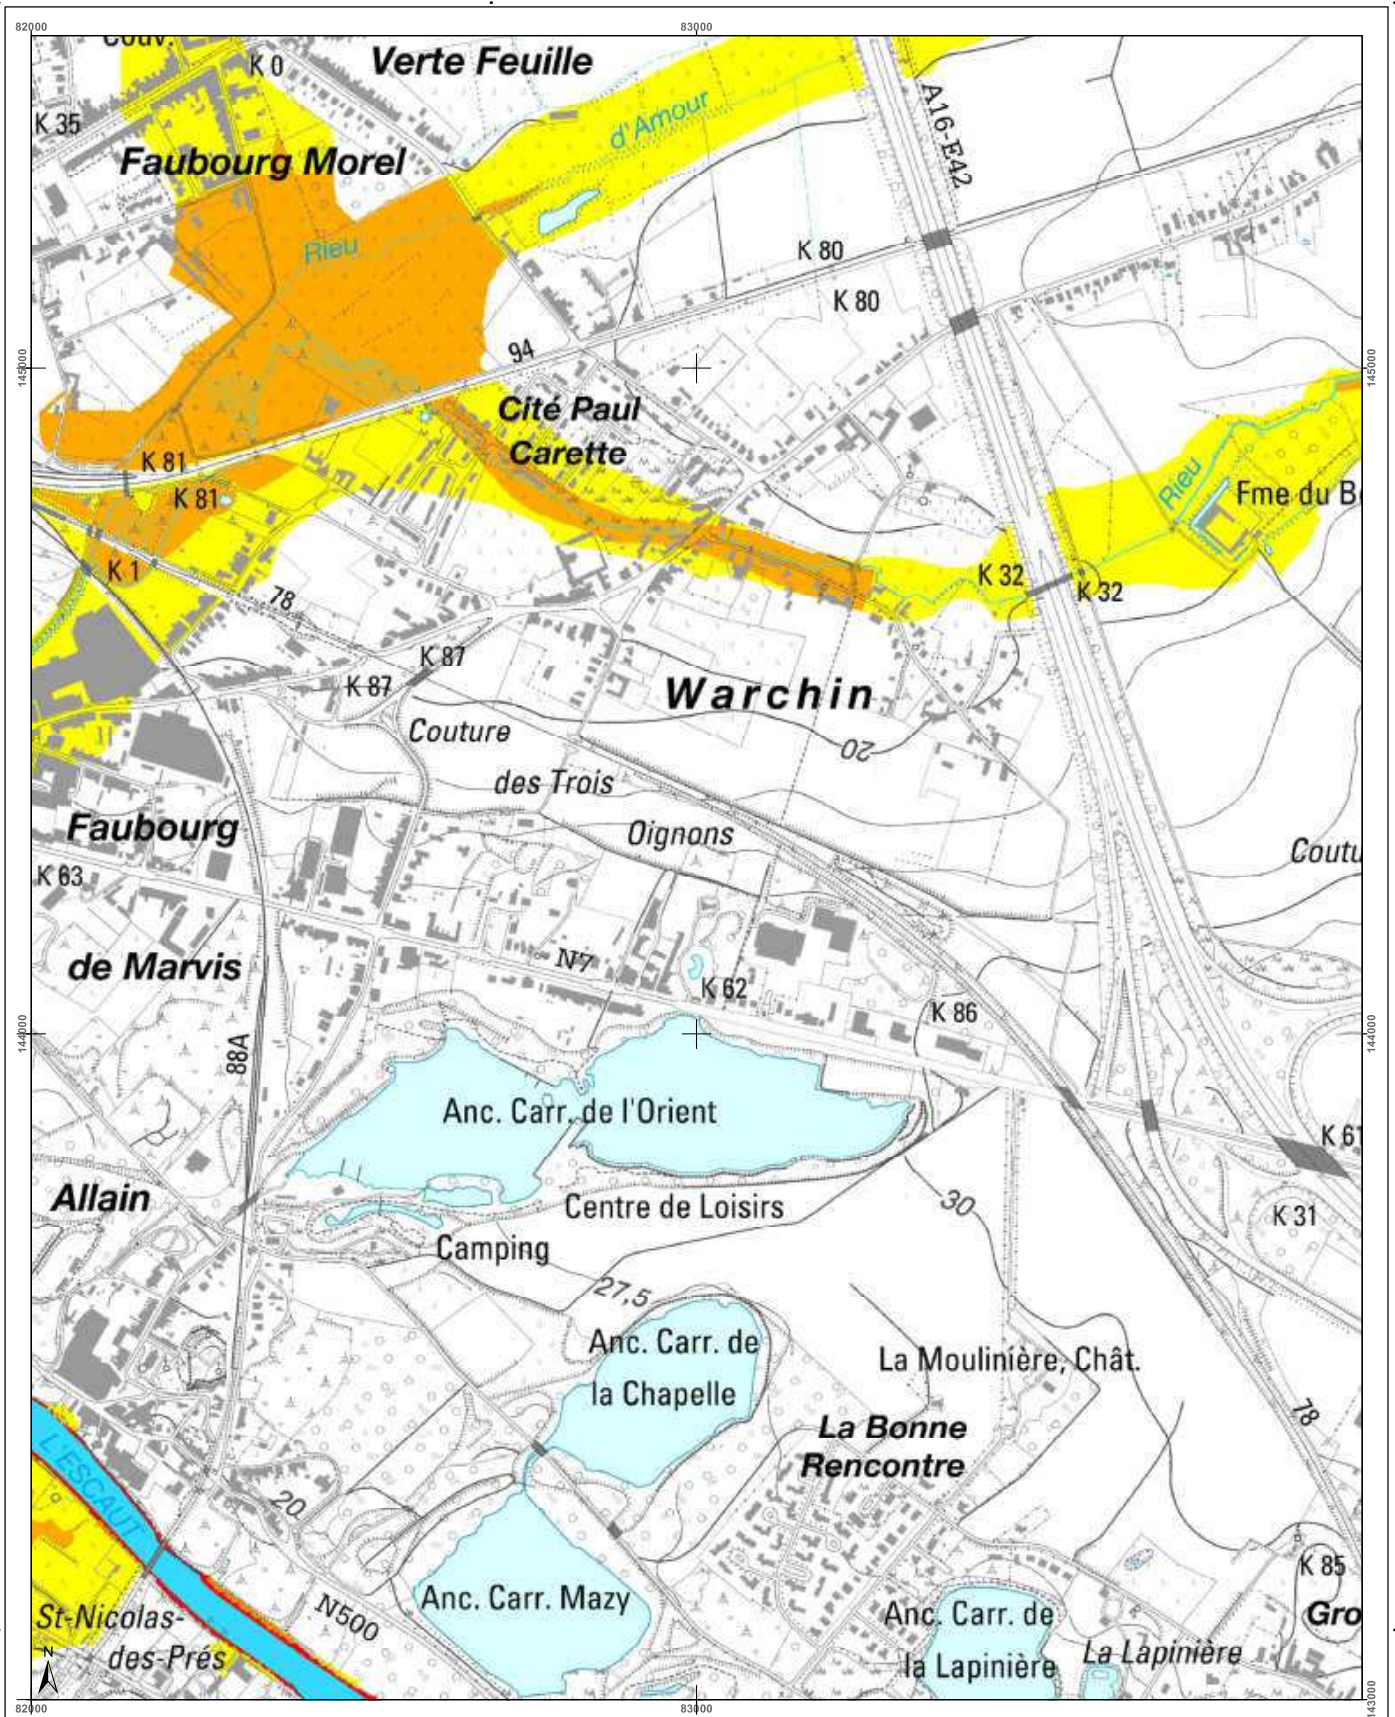 82000
83000
Verte Feuille
K 0
K 35
d'Amour
A16-E42
Faubourg Morel
Rieu
K 80
K 80
94
145000
145000
Cité Paul
Carette
K 81
K 81
Rieu
Fme du B
K 1
K 32
K 32
78
K 87
K 87
Warchin
Couture
20
des Trois
Oignons
Faubourg
Coutu
K 63
de Marvis
N7
K 62
K 86
144000
144000
88A
Anc. Carr. de l'Orient
K 61
Allain
Centre de Loisirs
30
K 31
Camping
27,5
Anc. Carr. de
la Chapelle
La Moulinière, Chât.
78
La Bonne
Rencontre
L'ESCAUT
20
K 85
Anc. Carr. Mazy
N500
St-Nicolas-
des-Prés
Anc. Carr. de
la Lapinière
La Lapinière
Gro
N
82000
83000
143000